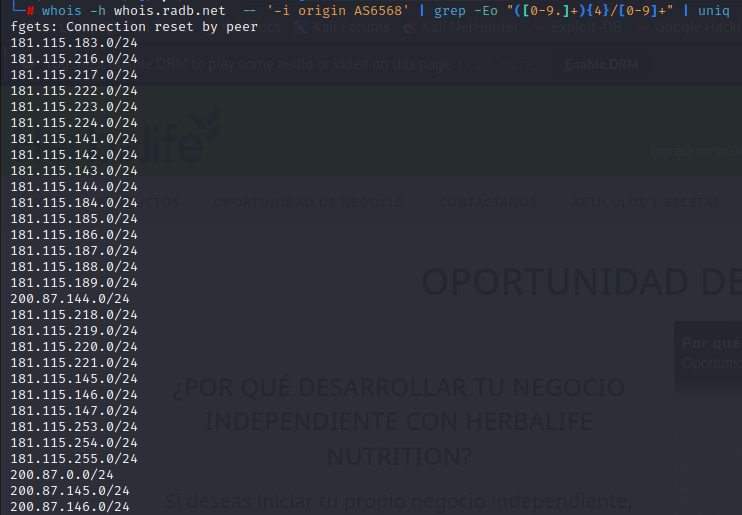 └─# whois -h whois.radb.net  -- '-i origin AS6568' | grep -Eo "([0-9.]+){4}/[0-9]+" | uniq
fgets: Connection reset by peer
Docs Kali Forums Kali NetHunter Exploit-DB Google Hacki
181.115.183.0/24
181.115.216.0/24
181.115.217.0/24
DRM to play some audio or video on this page. Learn more Enable DRM
181.115.222.0/24
181.115.223.0/24
181.115.224.0/24
181.115.141.0/24
181.115.142.0/24
life
181.115.143.0/24
181.115.144.0/24
181.115.184.0/24
CTOS OPORTUNIDAD DE NEGOCIO CONTÁCTANOS ARTÍCULOS Y RECETAS
181.115.185.0/24
181.115.186.0/24
181.115.187.0/24
181.115.188.0/24
181.115.189.0/24
OPORTUNIDAD DE
200.87.144.0/24
181.115.218.0/24
181.115.219.0/24
181.115.220.0/24
Por que
181.115.221.0/24
Oportunid
181.115.145.0/24
181.115.146.0/24
¿POR QUÉ DESARROLLAR TU NEGOCIO
181.115.147.0/24
181.115.253.0/24
INDEPENDIENTE CON HERBALIFE
181.115.254.0/24
181.115.255.0/24
NUTRITION?
200.87.0.0/24
200.87.145.0/24
Si deseas iniciar tu propio negocio independiente,
200.87.146.0/24